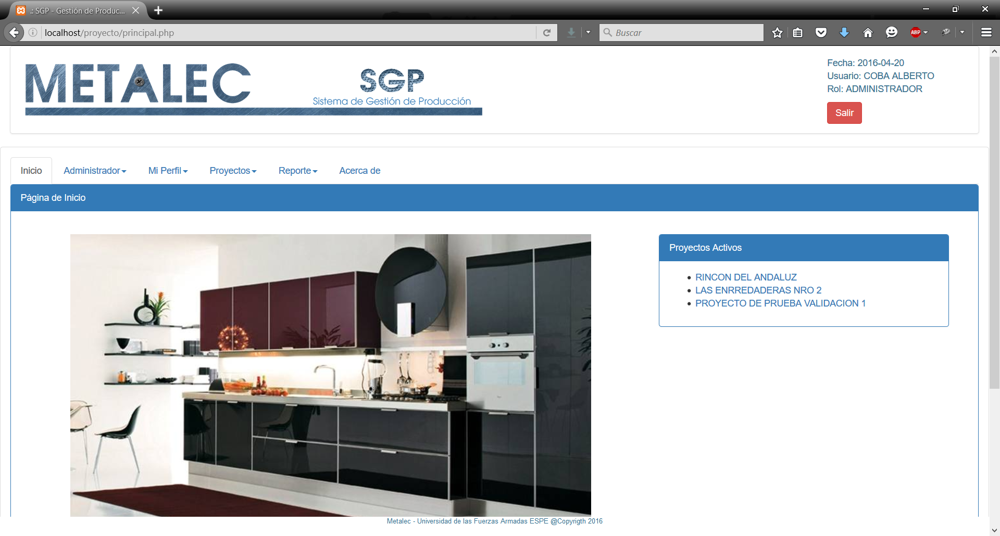 .: SGP - Gestión de Produc...
localhost/proyecto/principal.php
Buscar
ABP
METALEC
SGP
Sistema de Gestión de Producción
Fecha: 2016-04-20
Usuario: COBA ALBERTO
Rol: ADMINISTRADOR
Salir
Inicio
Administrador
Mi Perfil
Proyectos
Reporte
Acerca de
Página de Inicio
Proyectos Activos
RINCON DEL ANDALUZ
LAS ENRREDADERAS NRO 2
PROYECTO DE PRUEBA VALIDACION 1
Metalec - Universidad de las Fuerzas Armadas ESPE @Copyrigth 2016